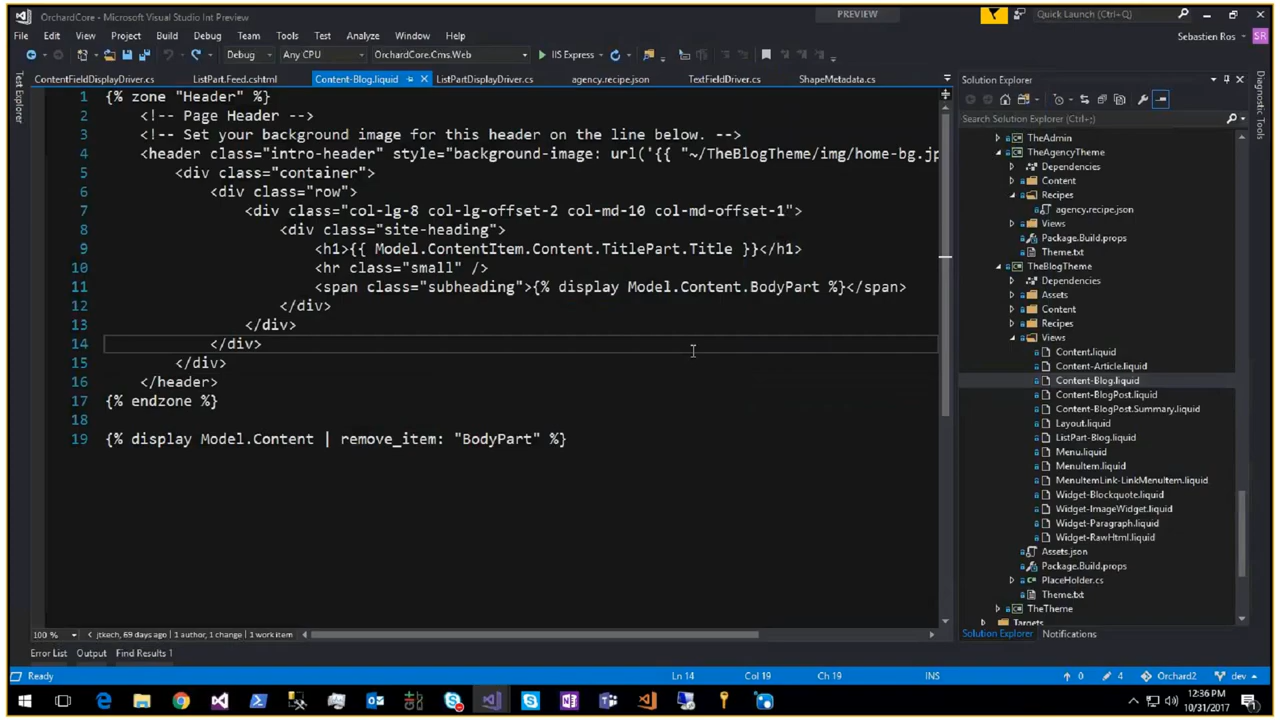 OrchardCore - Microsoft Visual Studio Int Preview
PREVIEW
Quick Launch (Ctrl+Q)
File Edit View Project Build Debug Team Tools Test Analyze Window Help
Sebastien Ros
SR
Debug Any CPU OrchardCore.Cms.Web IIS Express
Test Explorer
ContentFieldDisplayDriver.cs ListPart.Feed.cshtml Content-Blog.liquid ListPartDisplayDriver.cs agency.recipe.json TextFieldDriver.cs ShapeMetadata.cs
1 {% zone "Header" %}
2 <!-- Page Header -->
3 <!-- Set your background image for this header on the line below. -->
4 <header class="intro-header" style="background-image: url('{{ "~/TheBlogTheme/img/home-bg.jp
5 <div class="container">
6 <div class="row">
7 <div class="col-lg-8 col-lg-offset-2 col-md-10 col-md-offset-1">
8 <div class="site-heading">
9 <h1>{{ Model.ContentItem.Content.TitlePart.Title }}</h1>
10 <hr class="small" />
11 <span class="subheading">{% display Model.Content.BodyPart %}</span>
12 </div>
13 </div>
14 </div>
15 </div>
16 </header>
17 {% endzone %}
18
19 {% display Model.Content | remove_item: "BodyPart" %}
100 %
jtkech, 69 days ago | 1 author, 1 change | 1 work item
Solution Explorer
Search Solution Explorer (Ctrl+;)
TheAdmin
TheAgencyTheme
Dependencies
Content
Recipes
agency.recipe.json
Views
Package.Build.props
Theme.txt
TheBlogTheme
Dependencies
Assets
Content
Recipes
Views
Content.liquid
Content-Article.liquid
Content-Blog.liquid
Content-BlogPost.liquid
Content-BlogPost.Summary.liquid
Layout.liquid
ListPart-Blog.liquid
Menu.liquid
MenuItem.liquid
MenuItemLink-LinkMenuItem.liquid
Widget-Blockquote.liquid
Widget-ImageWidget.liquid
Widget-Paragraph.liquid
Widget-RawHtml.liquid
Assets.json
Package.Build.props
PlaceHolder.cs
Theme.txt
TheTheme
Targets
Solution Explorer Notifications
Diagnostic Tools
Error List Output Find Results 1
Ready Ln 14 Col 19 Ch 19 INS 0 4 Orchard2 dev
12:36 PM
10/31/2017